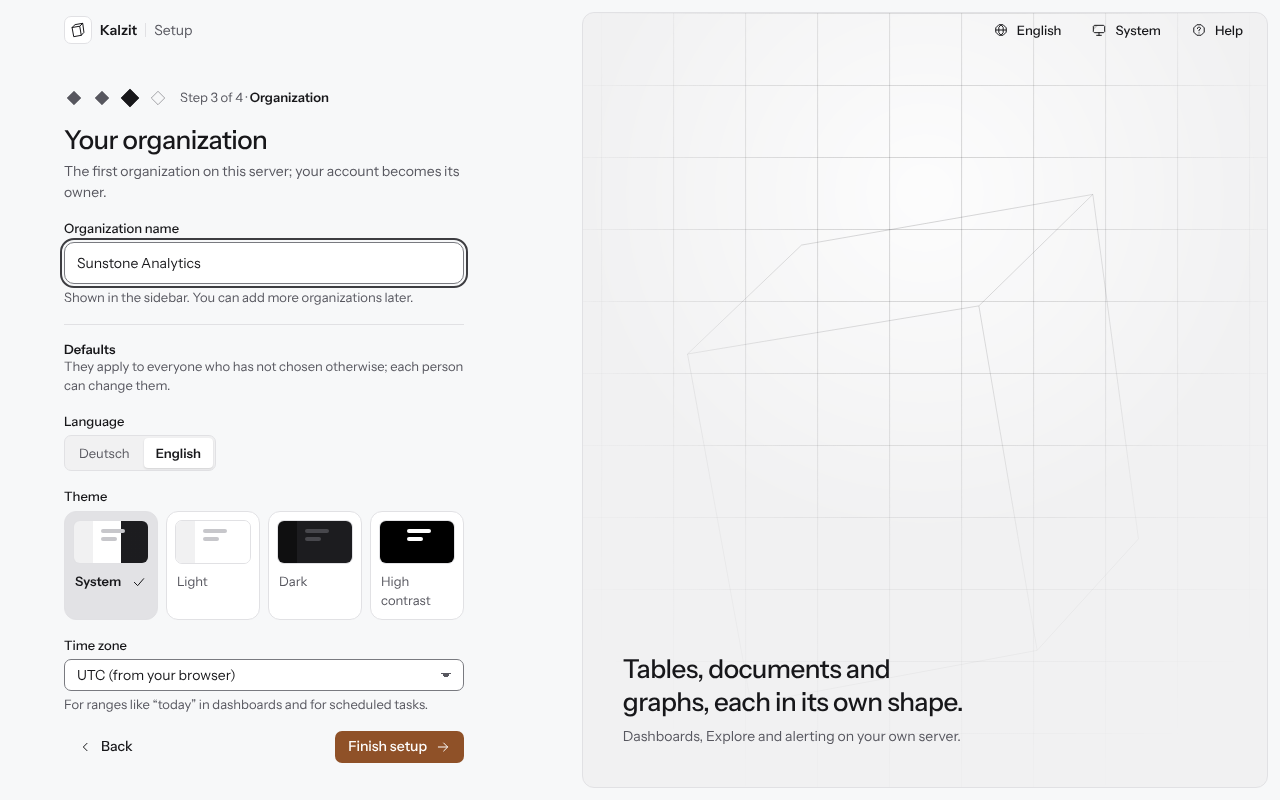 Kalzit
Setup
English
System
Help
Step 3 of 4 · Organization
Your organization
The first organization on this server; your account becomes its
owner.
Organization name
Sunstone Analytics
Shown in the sidebar. You can add more organizations later.
Defaults
They apply to everyone who has not chosen otherwise; each person
can change them.
Language
Deutsch
English
Theme
System
Light
Dark
High
contrast
Time zone
UTC (from your browser)
For ranges like “today” in dashboards and for scheduled tasks.
Back
Finish setup
Tables, documents and
graphs, each in its own shape.
Dashboards, Explore and alerting on your own server.